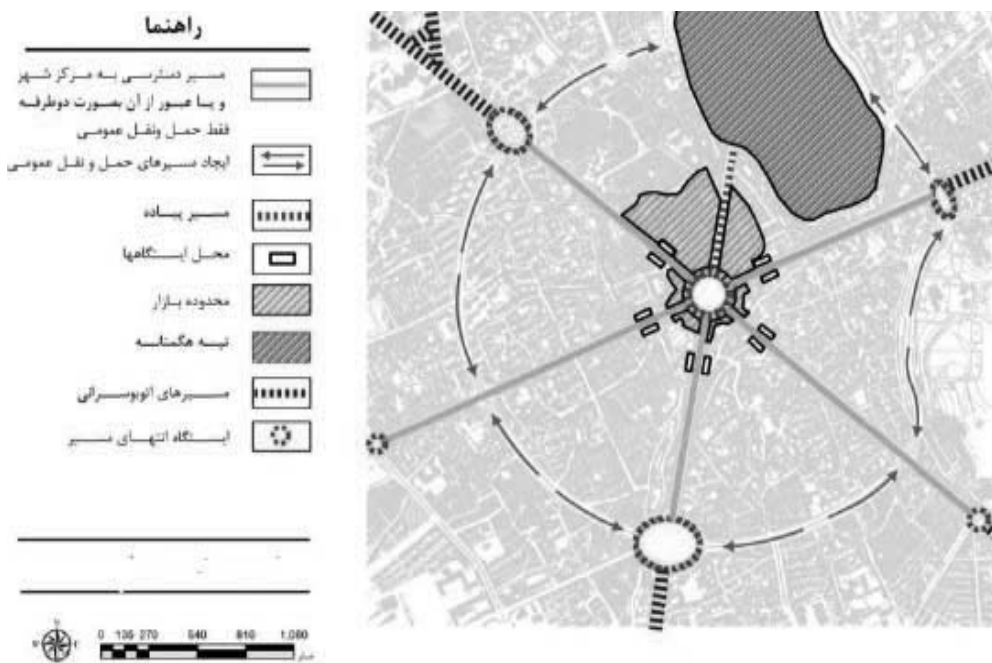 راهنما
مسیر دسترسی به مرکز شهر
و یا عبور از آن بصورت دوطرفه
فقط حمل ونقل عمومی
ایجاد مسیرهای حمل و نقل عمومی
مسیر پیاده
محل ایستگاهها
محدوده بازار
تپه هگمتانه
مسیرهای اتوبوسرانی
ایستگاه انتهای مسیر
0 135 270 540 810 1,080
متر